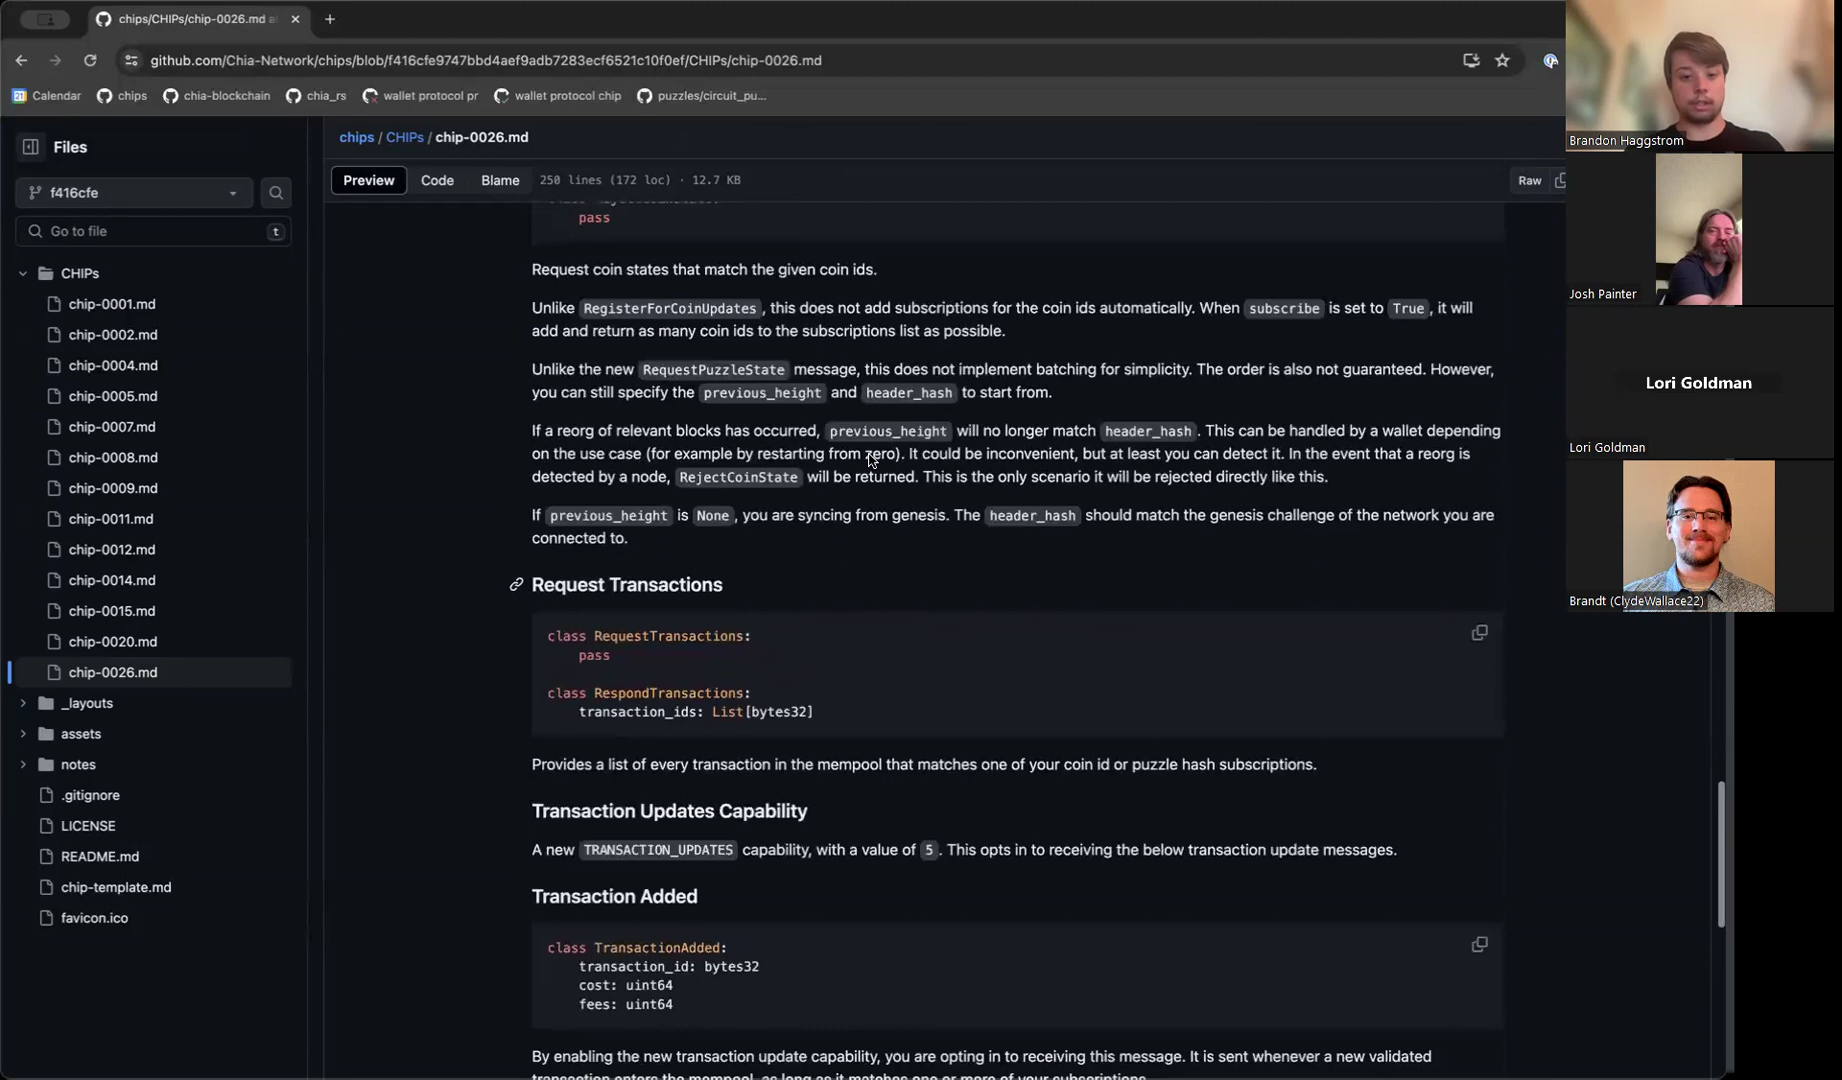 chips/CHIPs/chip-0026.md a
github.com/Chia-Network/chips/blob/f416cfe9747bbd4aef9adb7283ecf6521c10f0ef/CHIPs/chip-0026.md
Calendar chips chia-blockchain chia_rs wallet protocol pr wallet protocol chip puzzles/circuit_pu...
Files
f416cfe
Go to file t
CHIPs
chip-0001.md
chip-0002.md
chip-0004.md
chip-0005.md
chip-0007.md
chip-0008.md
chip-0009.md
chip-0011.md
chip-0012.md
chip-0014.md
chip-0015.md
chip-0020.md
chip-0026.md
_layouts
assets
notes
.gitignore
LICENSE
README.md
chip-template.md
favicon.ico
chips / CHIPs / chip-0026.md
Preview Code Blame 250 lines (172 loc) · 12.7 KB Raw
pass
Request coin states that match the given coin ids.
Unlike RegisterForCoinUpdates, this does not add subscriptions for the coin ids automatically. When subscribe is set to True, it will
add and return as many coin ids to the subscriptions list as possible.
Unlike the new RequestPuzzleState message, this does not implement batching for simplicity. The order is also not guaranteed. However,
you can still specify the previous_height and header_hash to start from.
If a reorg of relevant blocks has occurred, previous_height will no longer match header_hash. This can be handled by a wallet depending
on the use case (for example by restarting from zero). It could be inconvenient, but at least you can detect it. In the event that a reorg is
detected by a node, RejectCoinState will be returned. This is the only scenario it will be rejected directly like this.
If previous_height is None, you are syncing from genesis. The header_hash should match the genesis challenge of the network you are
connected to.
Request Transactions
class RequestTransactions:
pass
class RespondTransactions:
transaction_ids: List[bytes32]
Provides a list of every transaction in the mempool that matches one of your coin id or puzzle hash subscriptions.
Transaction Updates Capability
A new TRANSACTION_UPDATES capability, with a value of 5. This opts in to receiving the below transaction update messages.
Transaction Added
class TransactionAdded:
transaction_id: bytes32
cost: uint64
fees: uint64
By enabling the new transaction update capability, you are opting in to receiving this message. It is sent whenever a new validated
transaction enters the mempool, as long as it matches one or more of your subscriptions.
Brandon Haggstrom
Josh Painter
Lori Goldman
Lori Goldman
Brandt (ClydeWallace22)